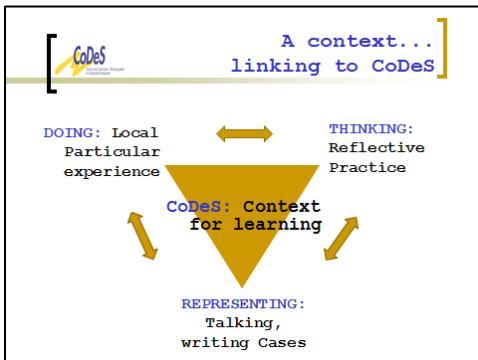 A context...
linking to CoDeS
CoDeS
DOING: Local
Particular
experience
THINKING:
Reflective
Practice
CoDeS: Context
for learning
REPRESENTING:
Talking,
writing Cases